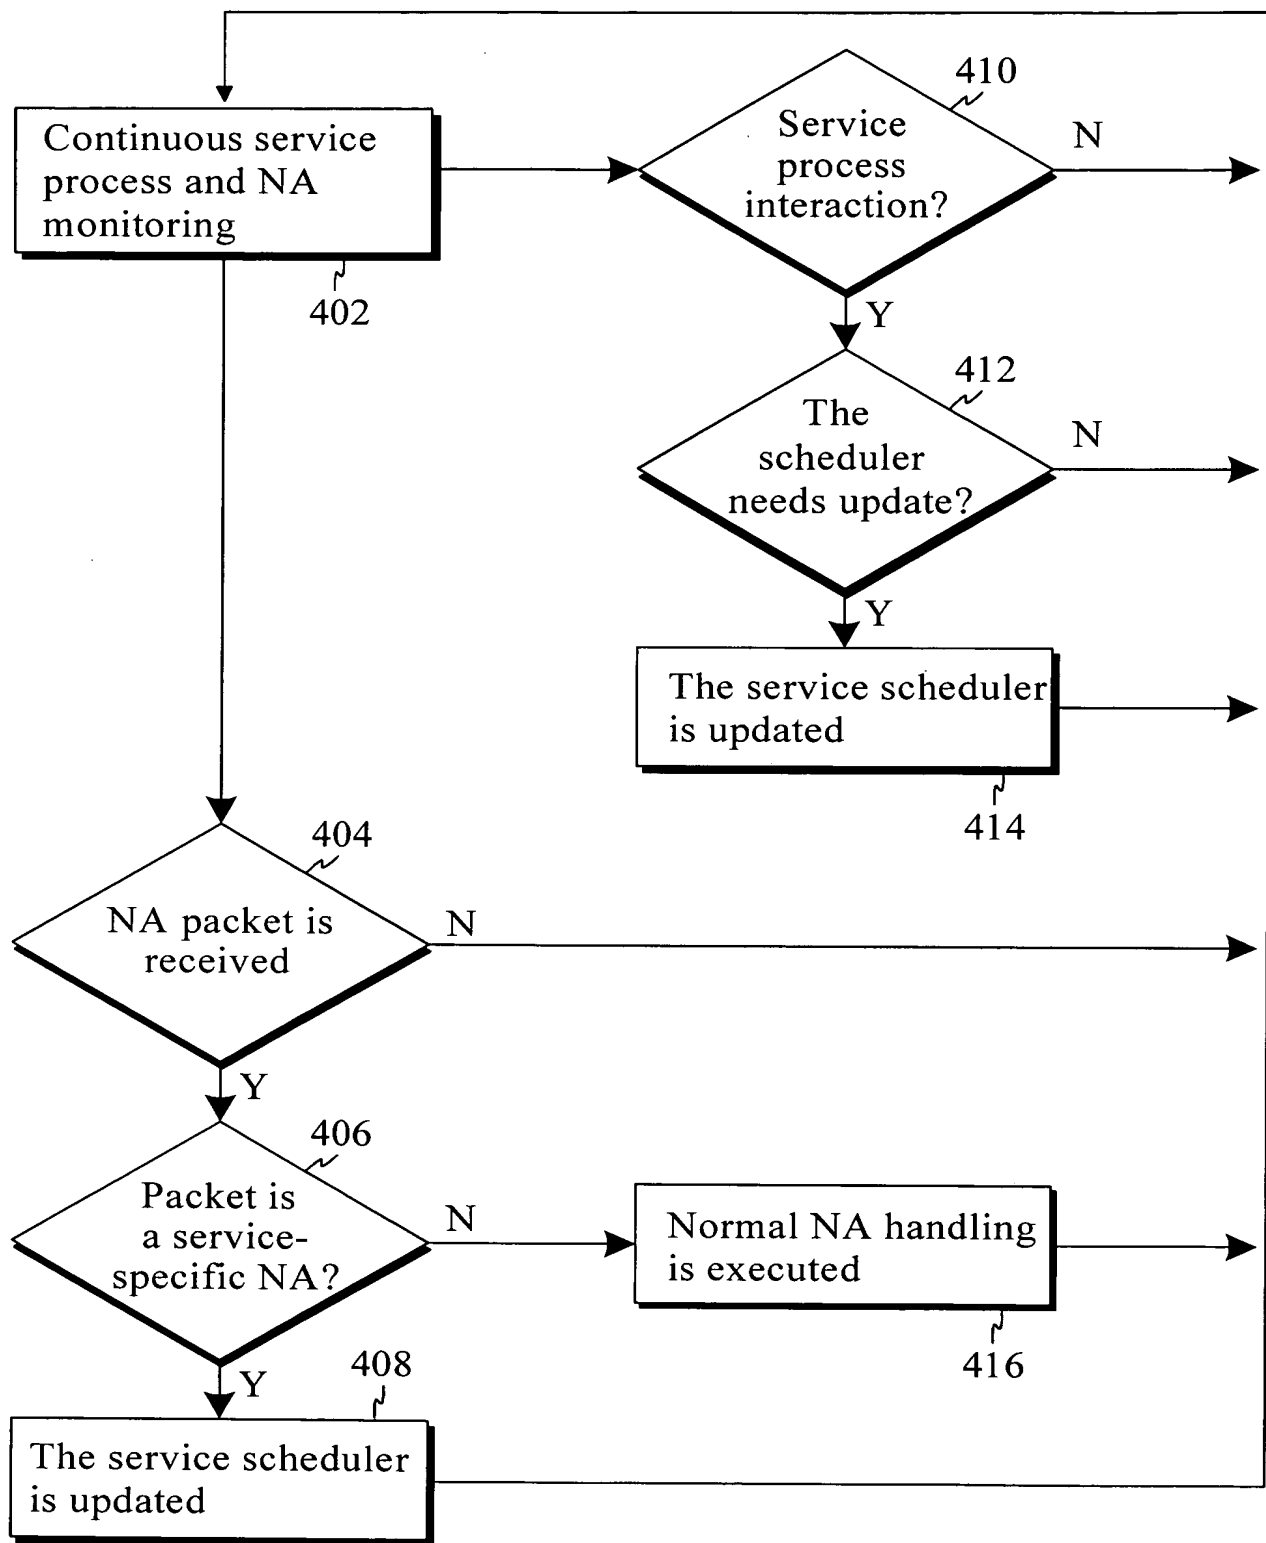 410
Service
process
interaction?
N
Continuous service
process and NA
monitoring
402
Y
412
The
scheduler
needs update?
N
Y
The service scheduler
is updated
414
404
NA packet is
received
N
Y
406
Packet is
a service-
specific NA?
N
Normal NA handling
is executed
416
Y
408
The service scheduler
is updated